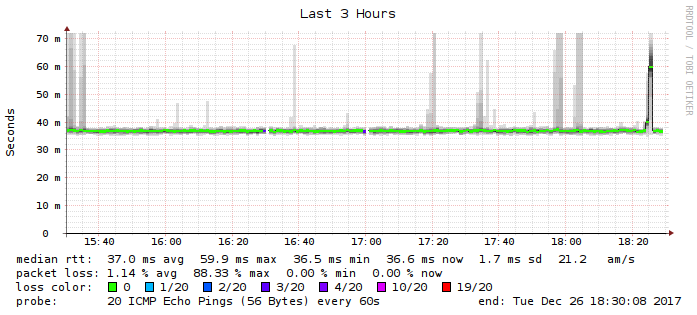 Last 3 Hours
RRDTOOL / TOBI OETIKER
Seconds
70 m
60 m
50 m
40 m
30 m
20 m
10 m
0
15:40 16:00 16:20 16:40 17:00 17:20 17:40 18:00 18:20
median rtt: 37.0 ms avg 59.9 ms max 36.5 ms min 36.6 ms now 1.7 ms sd 21.2 am/s
packet loss: 1.14 % avg 88.33 % max 0.00 % min 0.00 % now
loss color: 0 1/20 2/20 3/20 4/20 10/20 19/20
probe: 20 ICMP Echo Pings (56 Bytes) every 60s end: Tue Dec 26 18:30:08 2017